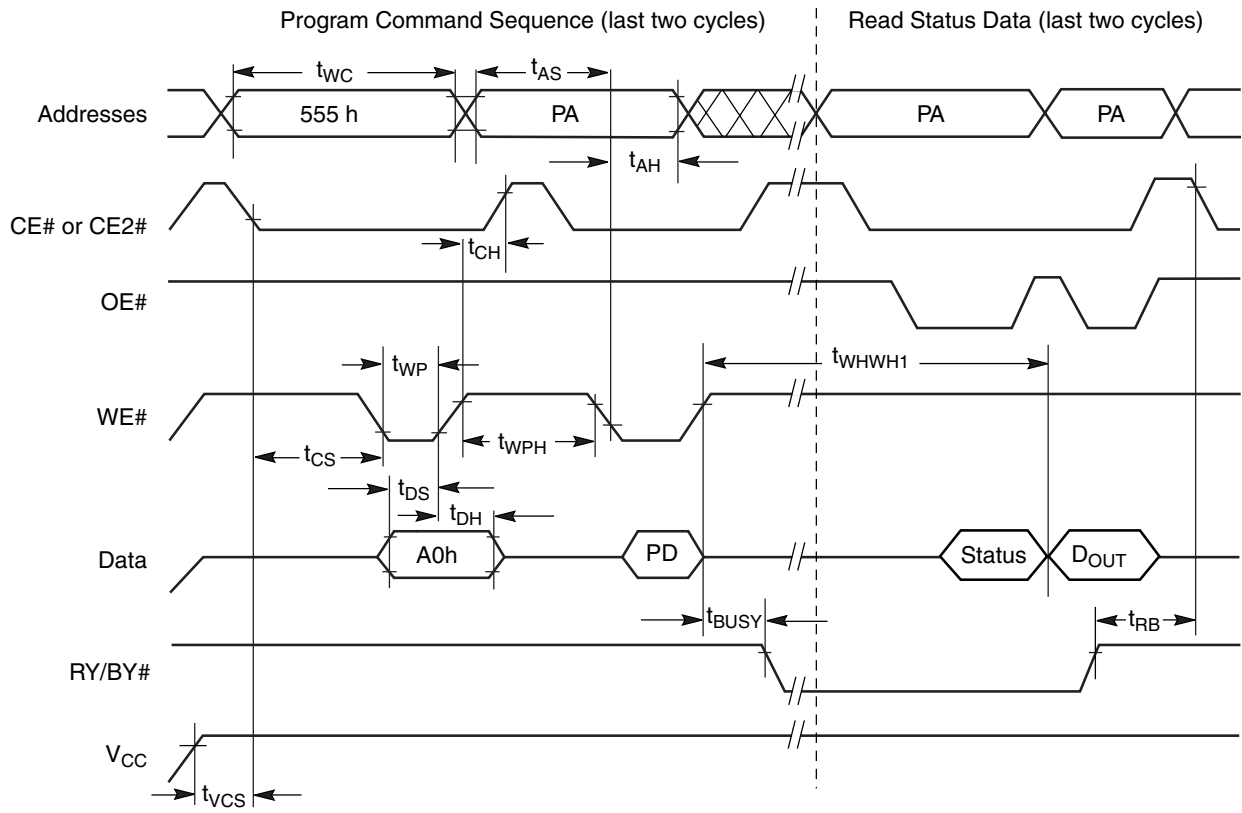 Program Command Sequence (last two cycles) Read Status Data (last two cycles)
tWC tAS
Addresses 555 h PA PA PA
tAH
CE# or CE2#
tCH
OE#
tWP tWHWH1
WE#
tCS tWPH
tDS
tDH
Data A0h PD Status DOUT
tBUSY tRB
RY/BY#
VCC
tVCS